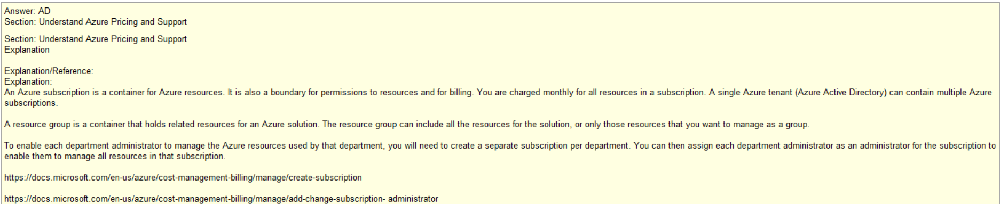 Answer: AD
Section: Understand Azure Pricing and Support
Section: Understand Azure Pricing and Support
Explanation
Explanation/Reference:
Explanation:
An Azure subscription is a container for Azure resources. It is also a boundary for permissions to resources and for billing. You are charged monthly for all resources in a subscription. A single Azure tenant (Azure Active Directory) can contain multiple Azure
subscriptions.
A resource group is a container that holds related resources for an Azure solution. The resource group can include all the resources for the solution, or only those resources that you want to manage as a group.
To enable each department administrator to manage the Azure resources used by that department, you will need to create a separate subscription per department. You can then assign each department administrator as an administrator for the subscription to
enable them to manage all resources in that subscription.
https://docs.microsoft.com/en-us/azure/cost-management-billing/manage/create-subscription
https://docs.microsoft.com/en-us/azure/cost-management-billing/manage/add-change-subscription- administrator